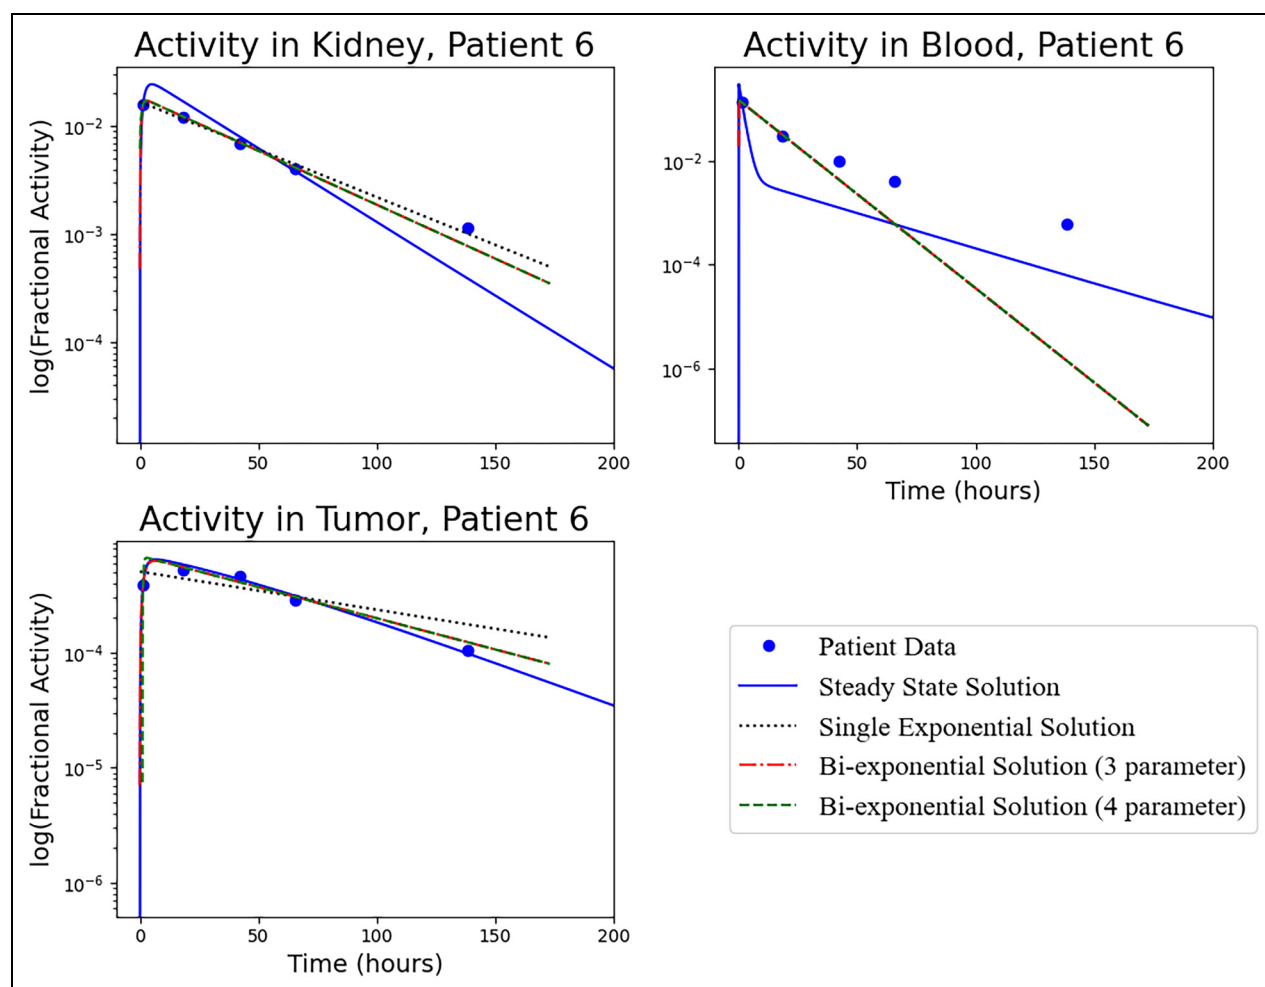 Activity in Kidney, Patient 6
log(Fractional Activity)
10⁻²
10⁻³
10⁻⁴
0 50 100 150 200
Activity in Blood, Patient 6
10⁻²
10⁻⁴
10⁻⁶
0 50 100 150 200
Time (hours)
Activity in Tumor, Patient 6
log(Fractional Activity)
10⁻⁴
10⁻⁵
10⁻⁶
0 50 100 150 200
Time (hours)
Patient Data
Steady State Solution
Single Exponential Solution
Bi-exponential Solution (3 parameter)
Bi-exponential Solution (4 parameter)